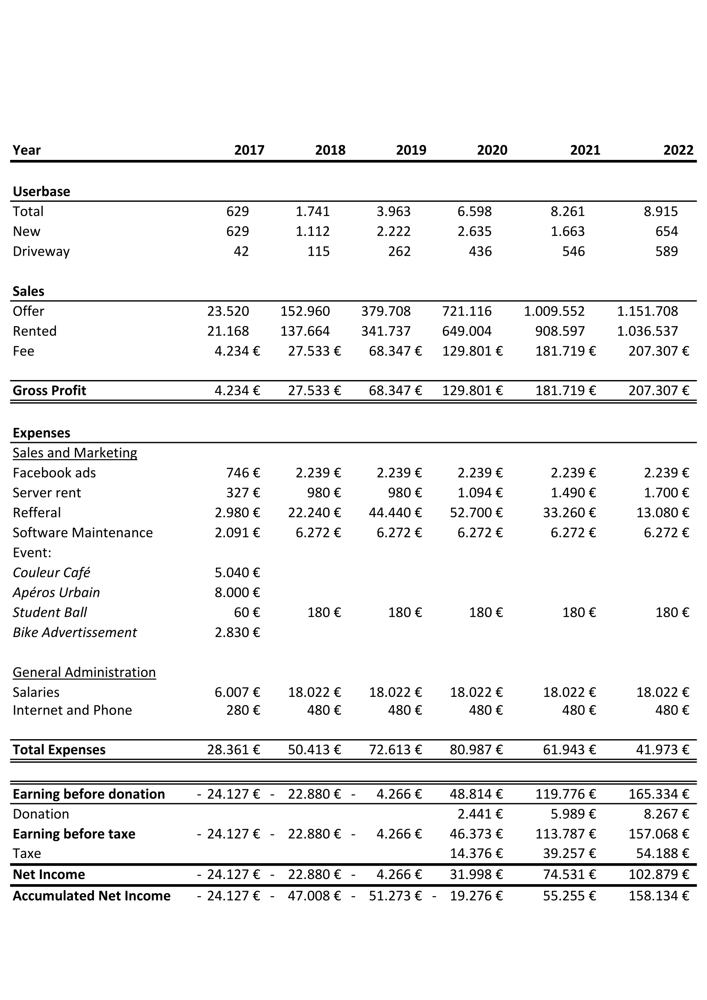 Year 2017 2018 2019 2020 2021 2022
Userbase
Total 629 1.741 3.963 6.598 8.261 8.915
New 629 1.112 2.222 2.635 1.663 654
Driveway 42 115 262 436 546 589
Sales
Offer 23.520 152.960 379.708 721.116 1.009.552 1.151.708
Rented 21.168 137.664 341.737 649.004 908.597 1.036.537
Fee 4.234 € 27.533 € 68.347 € 129.801 € 181.719 € 207.307 €
Gross Profit 4.234 € 27.533 € 68.347 € 129.801 € 181.719 € 207.307 €
Expenses
Sales and Marketing
Facebook ads 746 € 2.239 € 2.239 € 2.239 € 2.239 € 2.239 €
Server rent 327 € 980 € 980 € 1.094 € 1.490 € 1.700 €
Refferal 2.980 € 22.240 € 44.440 € 52.700 € 33.260 € 13.080 €
Software Maintenance 2.091 € 6.272 € 6.272 € 6.272 € 6.272 € 6.272 €
Event:
Couleur Café 5.040 €
Apéros Urbain 8.000 €
Student Ball 60 € 180 € 180 € 180 € 180 € 180 €
Bike Advertissement 2.830 €
General Administration
Salaries 6.007 € 18.022 € 18.022 € 18.022 € 18.022 € 18.022 €
Internet and Phone 280 € 480 € 480 € 480 € 480 € 480 €
Total Expenses 28.361 € 50.413 € 72.613 € 80.987 € 61.943 € 41.973 €
Earning before donation - 24.127 € - 22.880 € - 4.266 € 48.814 € 119.776 € 165.334 €
Donation 2.441 € 5.989 € 8.267 €
Earning before taxe - 24.127 € - 22.880 € - 4.266 € 46.373 € 113.787 € 157.068 €
Taxe 14.376 € 39.257 € 54.188 €
Net Income - 24.127 € - 22.880 € - 4.266 € 31.998 € 74.531 € 102.879 €
Accumulated Net Income - 24.127 € - 47.008 € - 51.273 € - 19.276 € 55.255 € 158.134 €